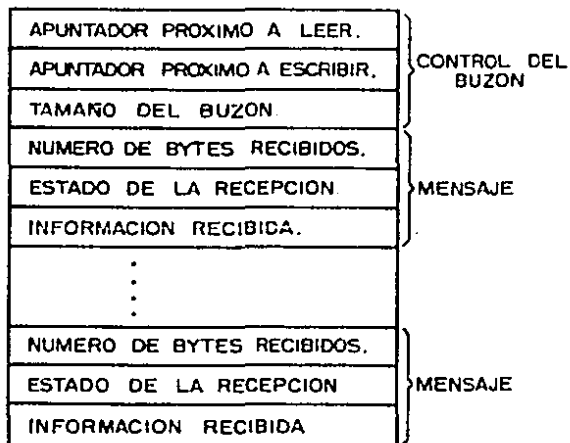 APUNTADOR PROXIMO A LEER.
APUNTADOR PROXIMO A ESCRIBIR.
TAMAÑO DEL BUZON
CONTROL DEL
BUZON
NUMERO DE BYTES RECIBIDOS.
ESTADO DE LA RECEPCION
INFORMACION RECIBIDA.
MENSAJE
NUMERO DE BYTES RECIBIDOS.
ESTADO DE LA RECEPCION
INFORMACION RECIBIDA
MENSAJE